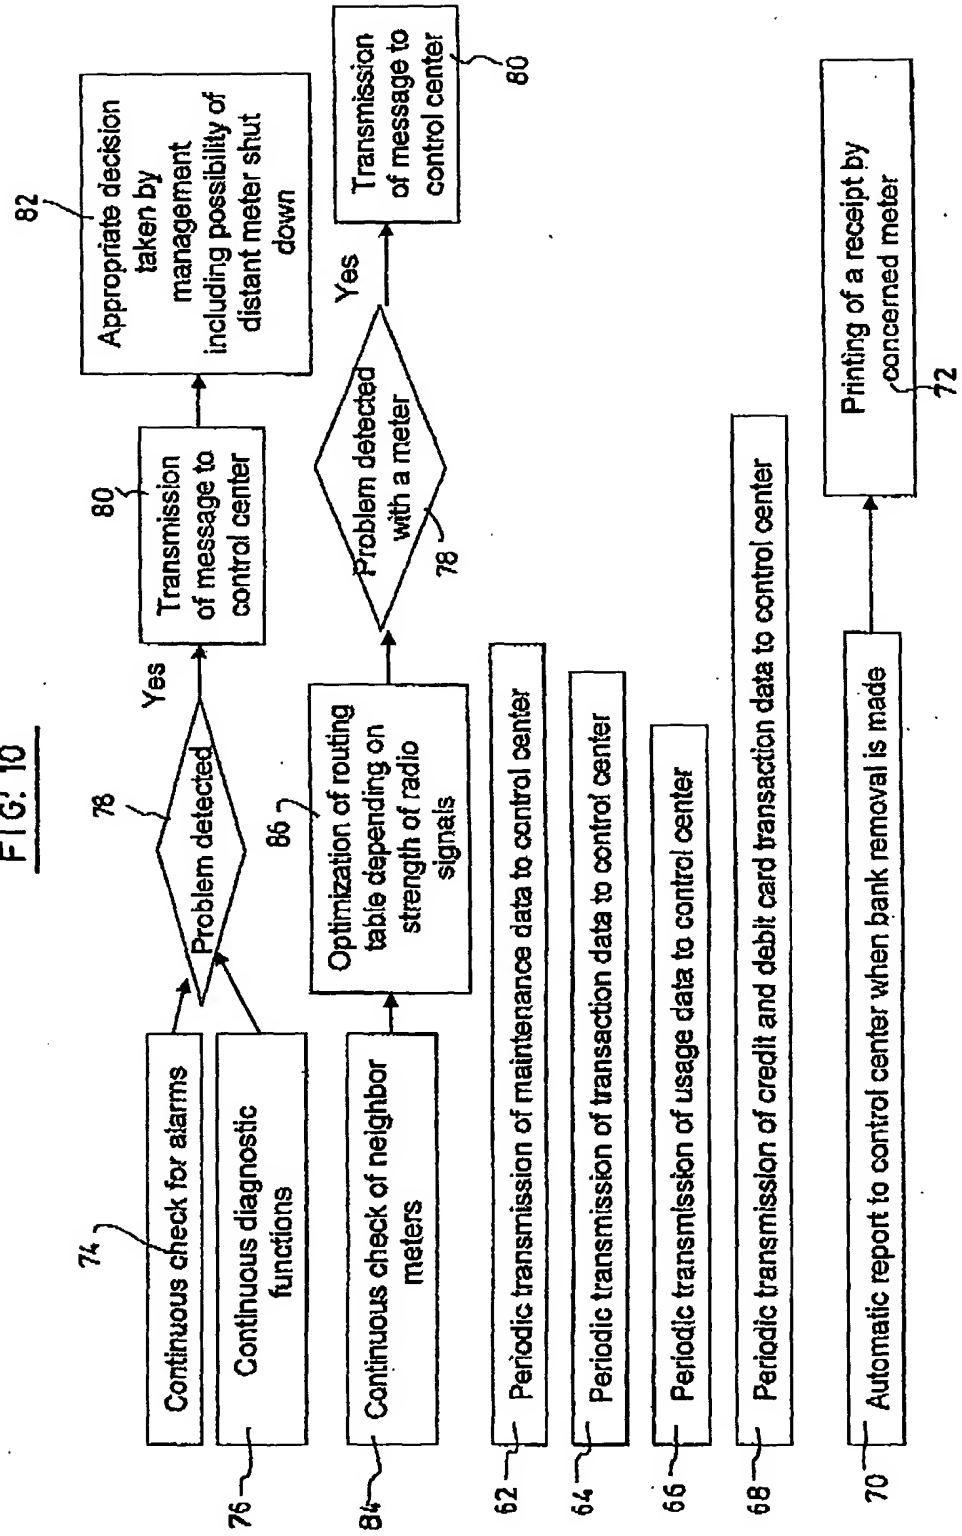 FIG. 10
74
Continuous check for alarms
76
Continuous diagnostic
functions
78
Problem detected
Yes
80
Transmission
of message to
control center
82
Appropriate decision
taken by
management
including possibility of
distant meter shut
down
84
Continuous check of neighbor
meters
86
Optimization of routing
table depending on
strength of radio
signals
Problem detected
with a meter
78
Yes
Transmission
of message to
control center
80
62
Periodic transmission of maintenance data to control center
64
Periodic transmission of transaction data to control center
66
Periodic transmission of usage data to control center
68
Periodic transmission of credit and debit card transaction data to control center
70
Automatic report to control center when bank removal is made
Printing of a receipt by
concerned meter
72